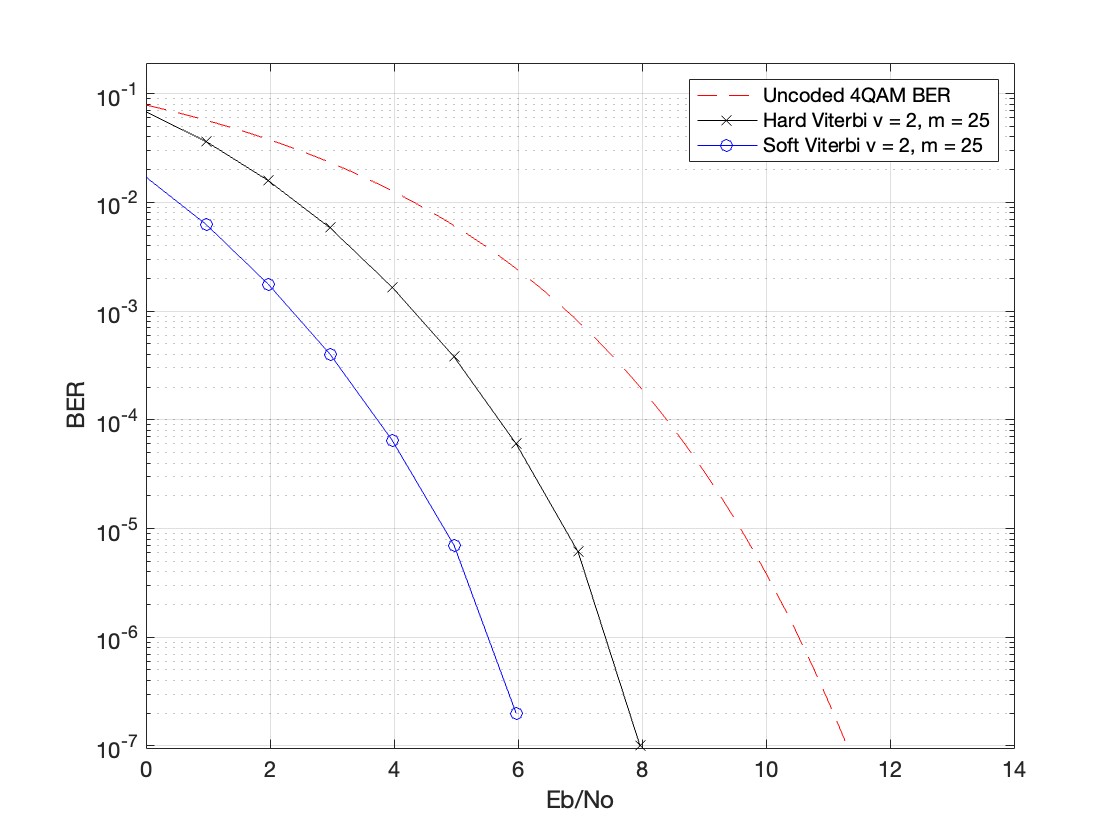 Uncoded 4QAM BER
Hard Viterbi v = 2, m = 25
Soft Viterbi v = 2, m = 25
BER
10^-1
10^-2
10^-3
10^-4
10^-5
10^-6
10^-7
0 2 4 6 8 10 12 14
Eb/No